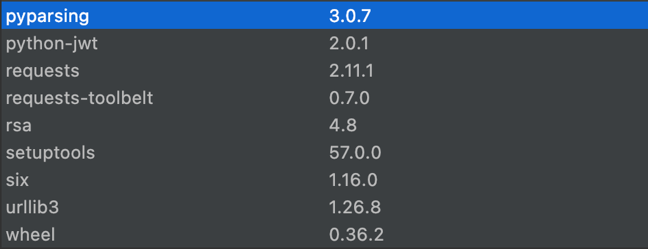 pyparsing 3.0.7
python-jwt 2.0.1
requests 2.11.1
requests-toolbelt 0.7.0
rsa 4.8
setuptools 57.0.0
six 1.16.0
urllib3 1.26.8
wheel 0.36.2